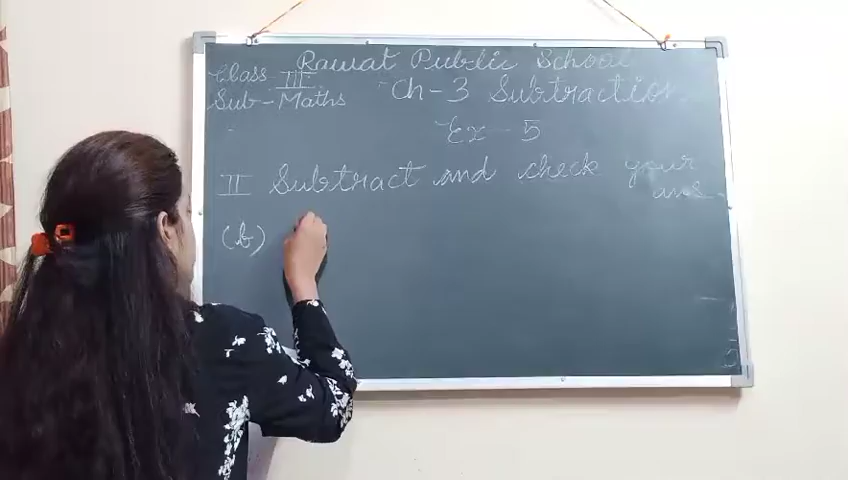 Rawat Public School
Class III
Sub-Maths Ch-3 Subtraction
Ex-5
II Subtract and check your
ans.
(b)